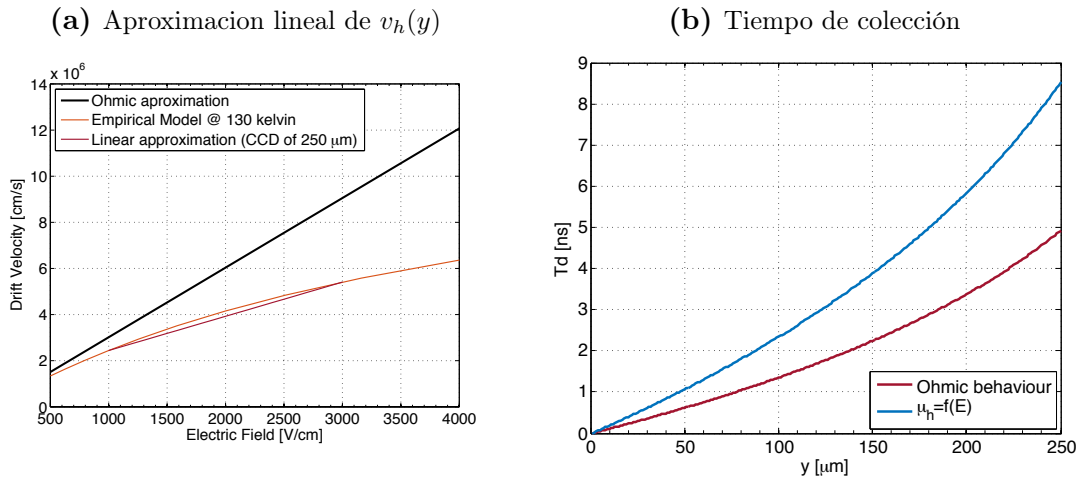 (a) Aproximacion lineal de v_h(y)
× 10⁶
14
12
10
8
6
4
2
0
500 1000 1500 2000 2500 3000 3500 4000
Drift Velocity [cm/s]
Electric Field [V/cm]
Ohmic aproximation
Empirical Model @ 130 kelvin
Linear approximation (CCD of 250 μm)
(b) Tiempo de colección
9
8
7
6
5
4
3
2
1
0
0 50 100 150 200 250
Td [ns]
y [μm]
Ohmic behaviour
μ_h=f(E)